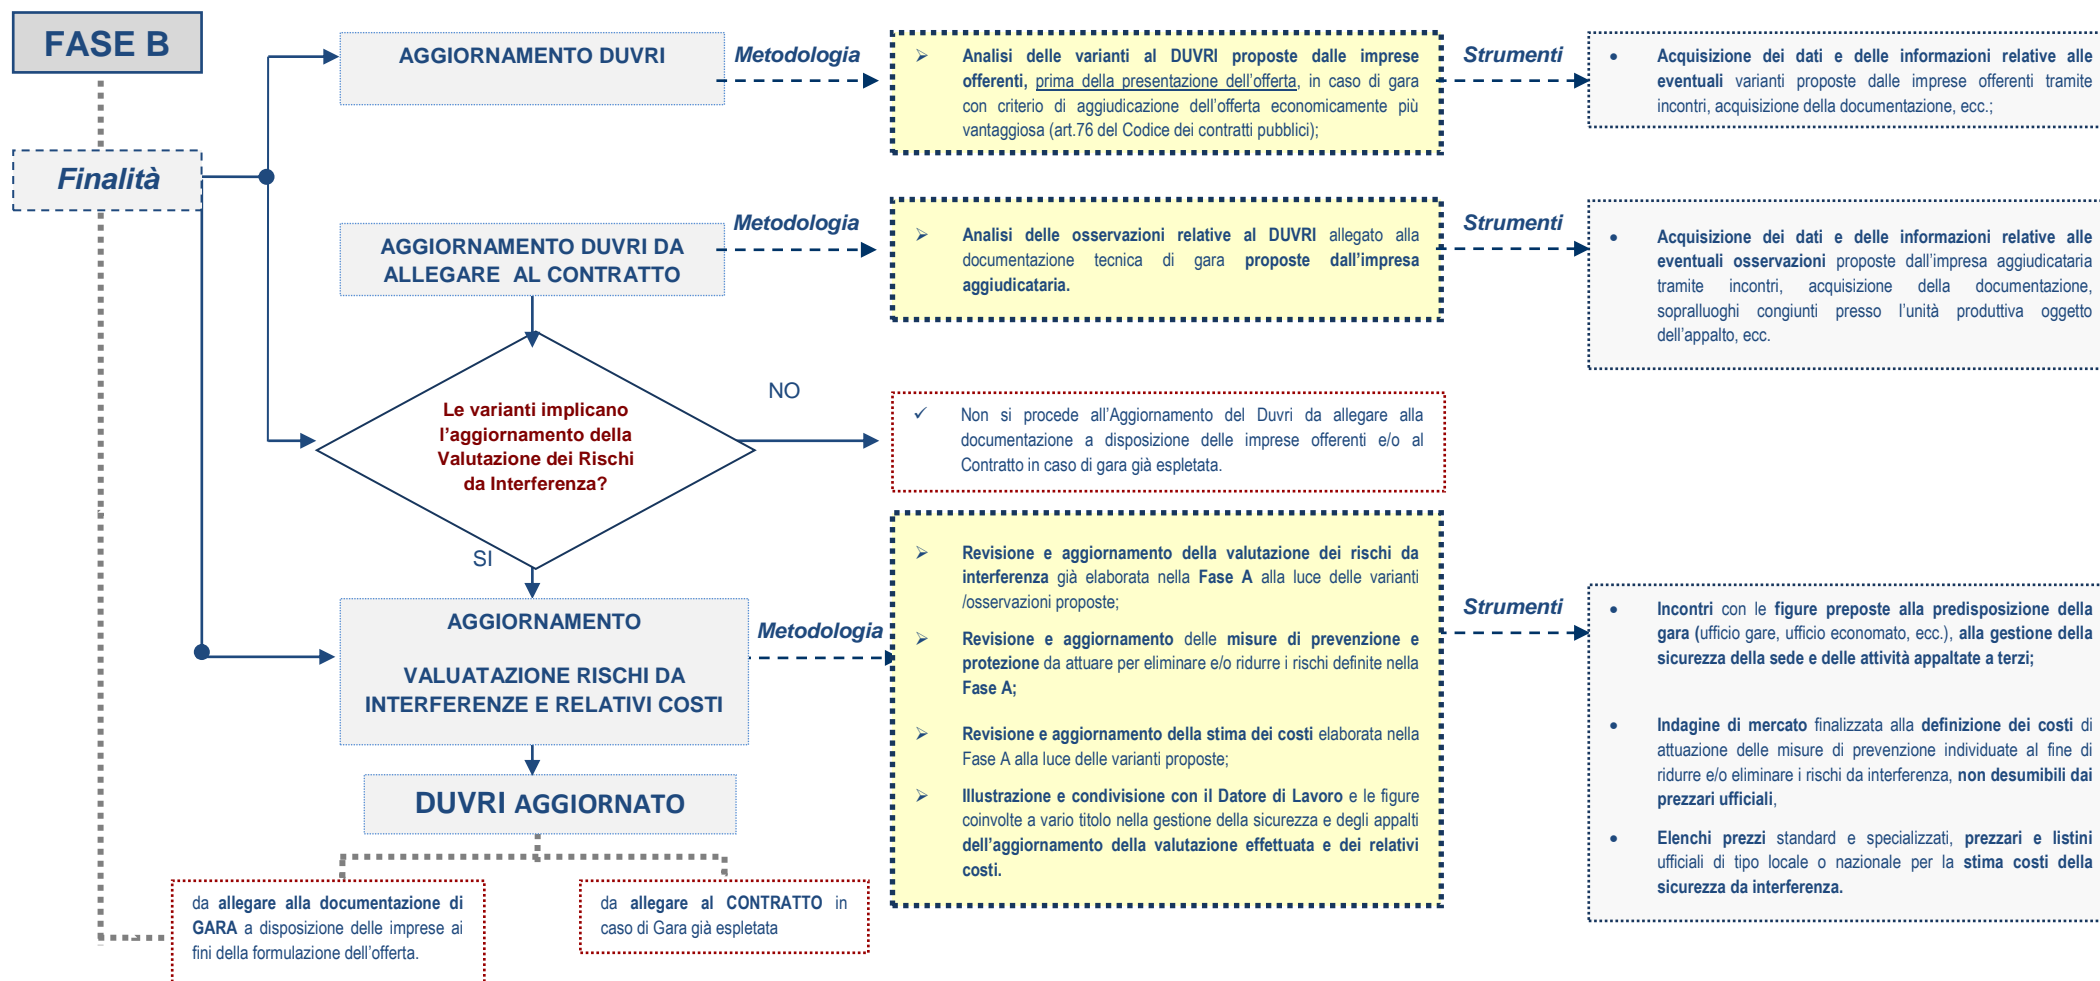 FASE B
Finalità
AGGIORNAMENTO DUVRI
Metodologia
➢ Analisi delle varianti al DUVRI proposte dalle imprese
offerenti, prima della presentazione dell'offerta, in caso di gara
con criterio di aggiudicazione dell'offerta economicamente più
vantaggiosa (art.76 del Codice dei contratti pubblici);
Strumenti
• Acquisizione dei dati e delle informazioni relative alle
eventuali varianti proposte dalle imprese offerenti tramite
incontri, acquisizione della documentazione, ecc.;
AGGIORNAMENTO DUVRI DA
ALLEGARE AL CONTRATTO
Metodologia
➢ Analisi delle osservazioni relative al DUVRI allegato alla
documentazione tecnica di gara proposte dall'impresa
aggiudicataria.
Strumenti
• Acquisizione dei dati e delle informazioni relative alle
eventuali osservazioni proposte dall'impresa aggiudicataria
tramite incontri, acquisizione della documentazione,
sopralluoghi congiunti presso l'unità produttiva oggetto
dell'appalto, ecc.
Le varianti implicano
l'aggiornamento della
Valutazione dei Rischi
da Interferenza?
NO
✓ Non si procede all'Aggiornamento del Duvri da allegare alla
documentazione a disposizione delle imprese offerenti e/o al
Contratto in caso di gara già espletata.
SI
AGGIORNAMENTO
VALUATAZIONE RISCHI DA
INTERFERENZE E RELATIVI COSTI
Metodologia
➢ Revisione e aggiornamento della valutazione dei rischi da
interferenza già elaborata nella Fase A alla luce delle varianti
/osservazioni proposte;
➢ Revisione e aggiornamento delle misure di prevenzione e
protezione da attuare per eliminare e/o ridurre i rischi definite nella
Fase A;
➢ Revisione e aggiornamento della stima dei costi elaborata nella
Fase A alla luce delle varianti proposte;
➢ Illustrazione e condivisione con il Datore di Lavoro e le figure
coinvolte a vario titolo nella gestione della sicurezza e degli appalti
dell'aggiornamento della valutazione effettuata e dei relativi
costi.
Strumenti
• Incontri con le figure preposte alla predisposizione della
gara (ufficio gare, ufficio economato, ecc.), alla gestione della
sicurezza della sede e delle attività appaltate a terzi;
• Indagine di mercato finalizzata alla definizione dei costi di
attuazione delle misure di prevenzione individuate al fine di
ridurre e/o eliminare i rischi da interferenza, non desumibili dai
prezzari ufficiali,
• Elenchi prezzi standard e specializzati, prezzari e listini
ufficiali di tipo locale o nazionale per la stima costi della
sicurezza da interferenza.
DUVRI AGGIORNATO
da allegare alla documentazione di
GARA a disposizione delle imprese ai
fini della formulazione dell'offerta.
da allegare al CONTRATTO in
caso di Gara già espletata